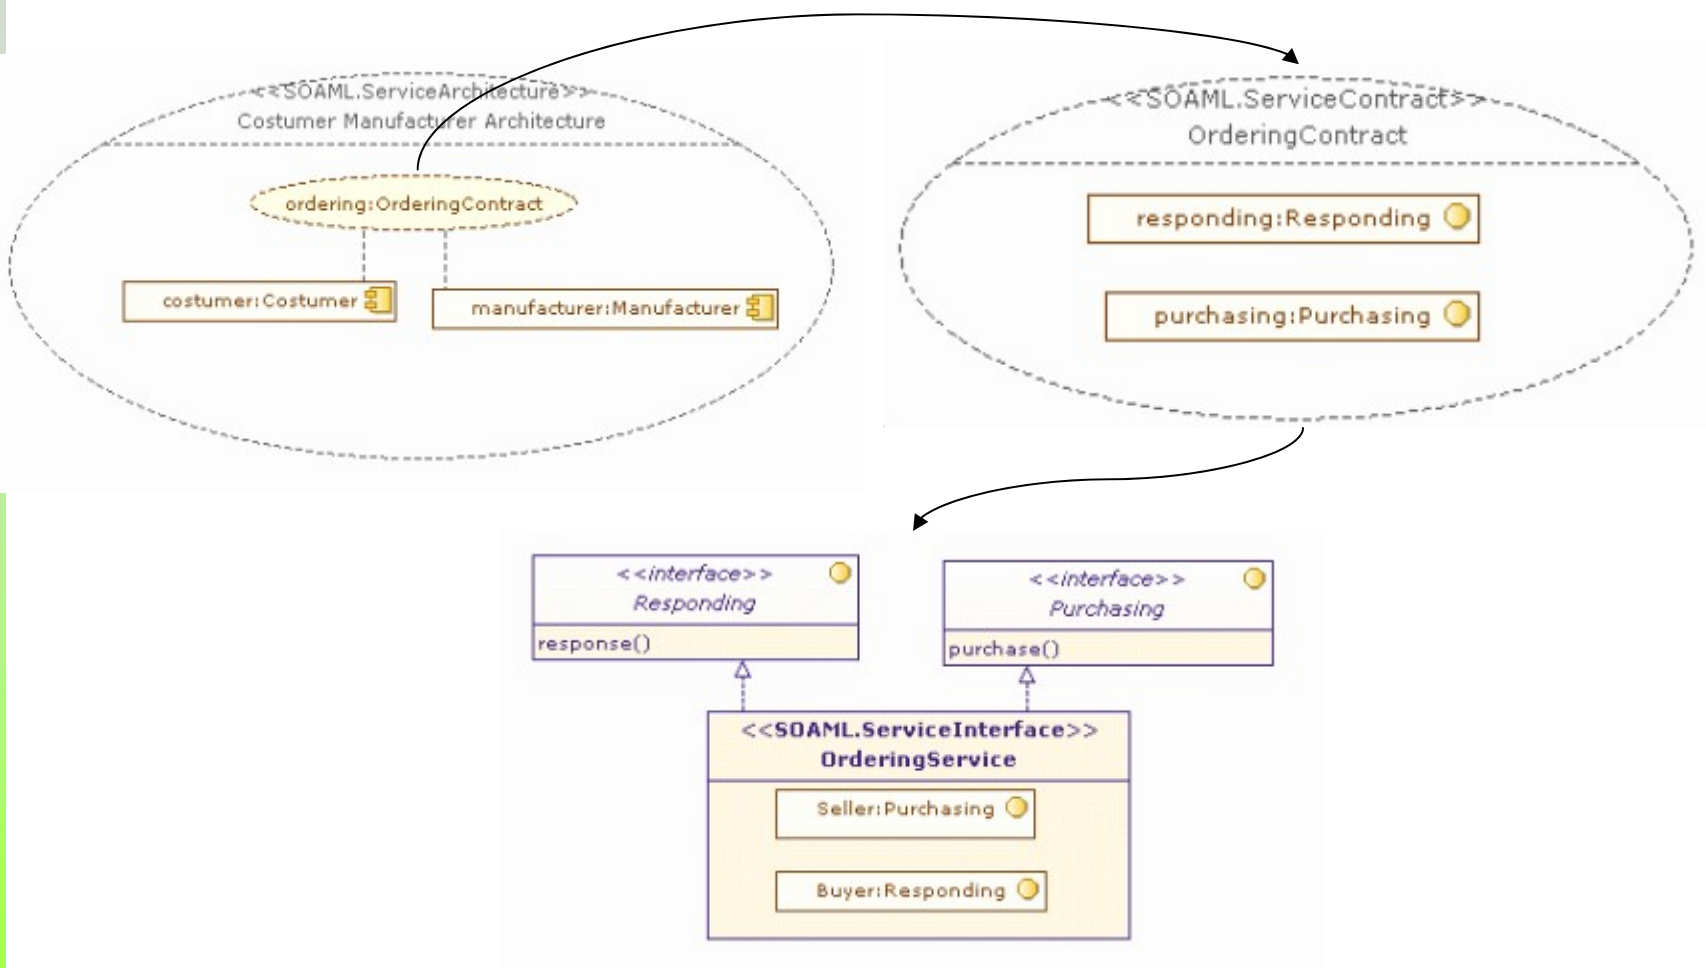 <<SOAML.ServiceArchitecture>>
Costumer Manufacturer Architecture
ordering:OrderingContract
costumer:Costumer
manufacturer:Manufacturer
<<SOAML.ServiceContract>>
OrderingContract
responding:Responding
purchasing:Purchasing
<<interface>>
Responding
response()
<<interface>>
Purchasing
purchase()
<<SOAML.ServiceInterface>>
OrderingService
Seller:Purchasing
Buyer:Responding